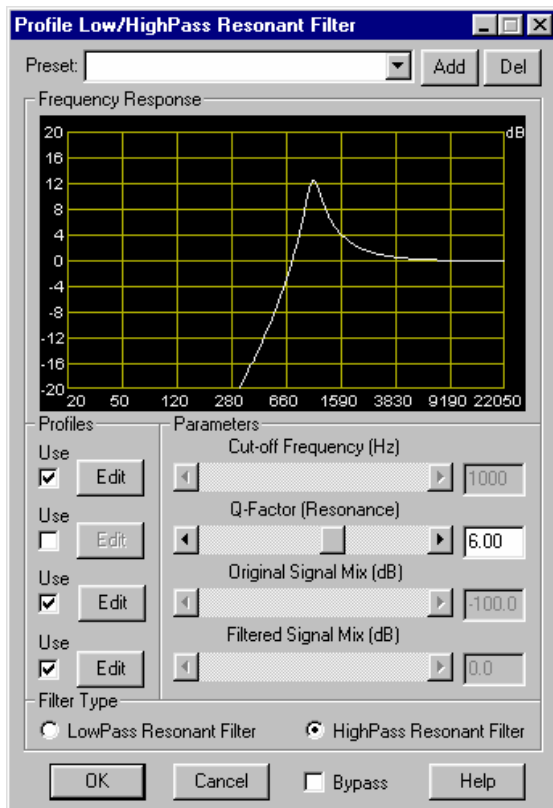 Profile Low/HighPass Resonant Filter
Preset: Add Del
Frequency Response
20 dB
16
12
8
4
0
-4
-8
-12
-16
-20
20 50 120 280 660 1590 3830 9190 22050
Profiles Parameters
Use Cut-off Frequency (Hz)
Edit 1000
Use Q-Factor (Resonance)
Edit 6.00
Use Original Signal Mix (dB)
Edit -100.0
Use Filtered Signal Mix (dB)
Edit 0.0
Filter Type
LowPass Resonant Filter HighPass Resonant Filter
OK Cancel Bypass Help